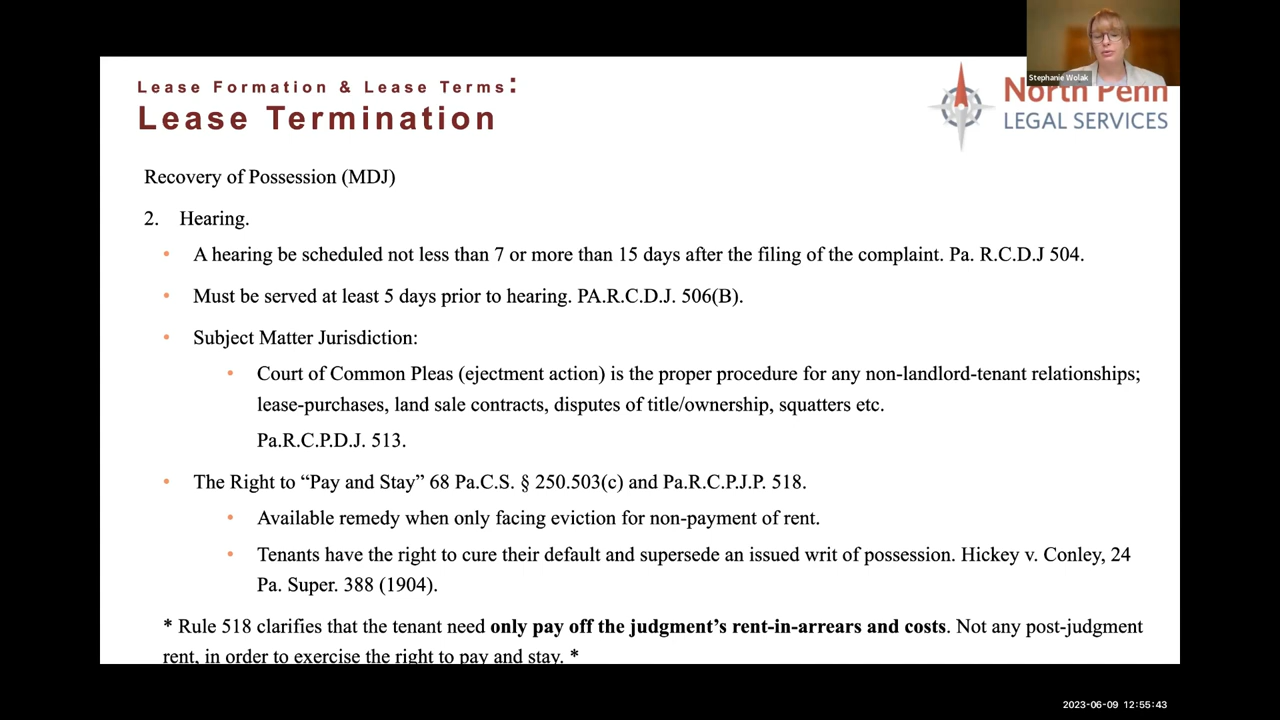 Stephanie Wolak
Lease Formation & Lease Terms:
Lease Termination
North Penn
LEGAL SERVICES
Recovery of Possession (MDJ)
2. Hearing.
• A hearing be scheduled not less than 7 or more than 15 days after the filing of the complaint. Pa. R.C.D.J 504.
• Must be served at least 5 days prior to hearing. PA.R.C.D.J. 506(B).
• Subject Matter Jurisdiction:
• Court of Common Pleas (ejectment action) is the proper procedure for any non-landlord-tenant relationships;
lease-purchases, land sale contracts, disputes of title/ownership, squatters etc.
Pa.R.C.P.D.J. 513.
• The Right to “Pay and Stay” 68 Pa.C.S. § 250.503(c) and Pa.R.C.P.J.P. 518.
• Available remedy when only facing eviction for non-payment of rent.
• Tenants have the right to cure their default and supersede an issued writ of possession. Hickey v. Conley, 24
Pa. Super. 388 (1904).
* Rule 518 clarifies that the tenant need only pay off the judgment’s rent-in-arrears and costs. Not any post-judgment
rent, in order to exercise the right to pay and stay. *
2023-06-09 12:55:43